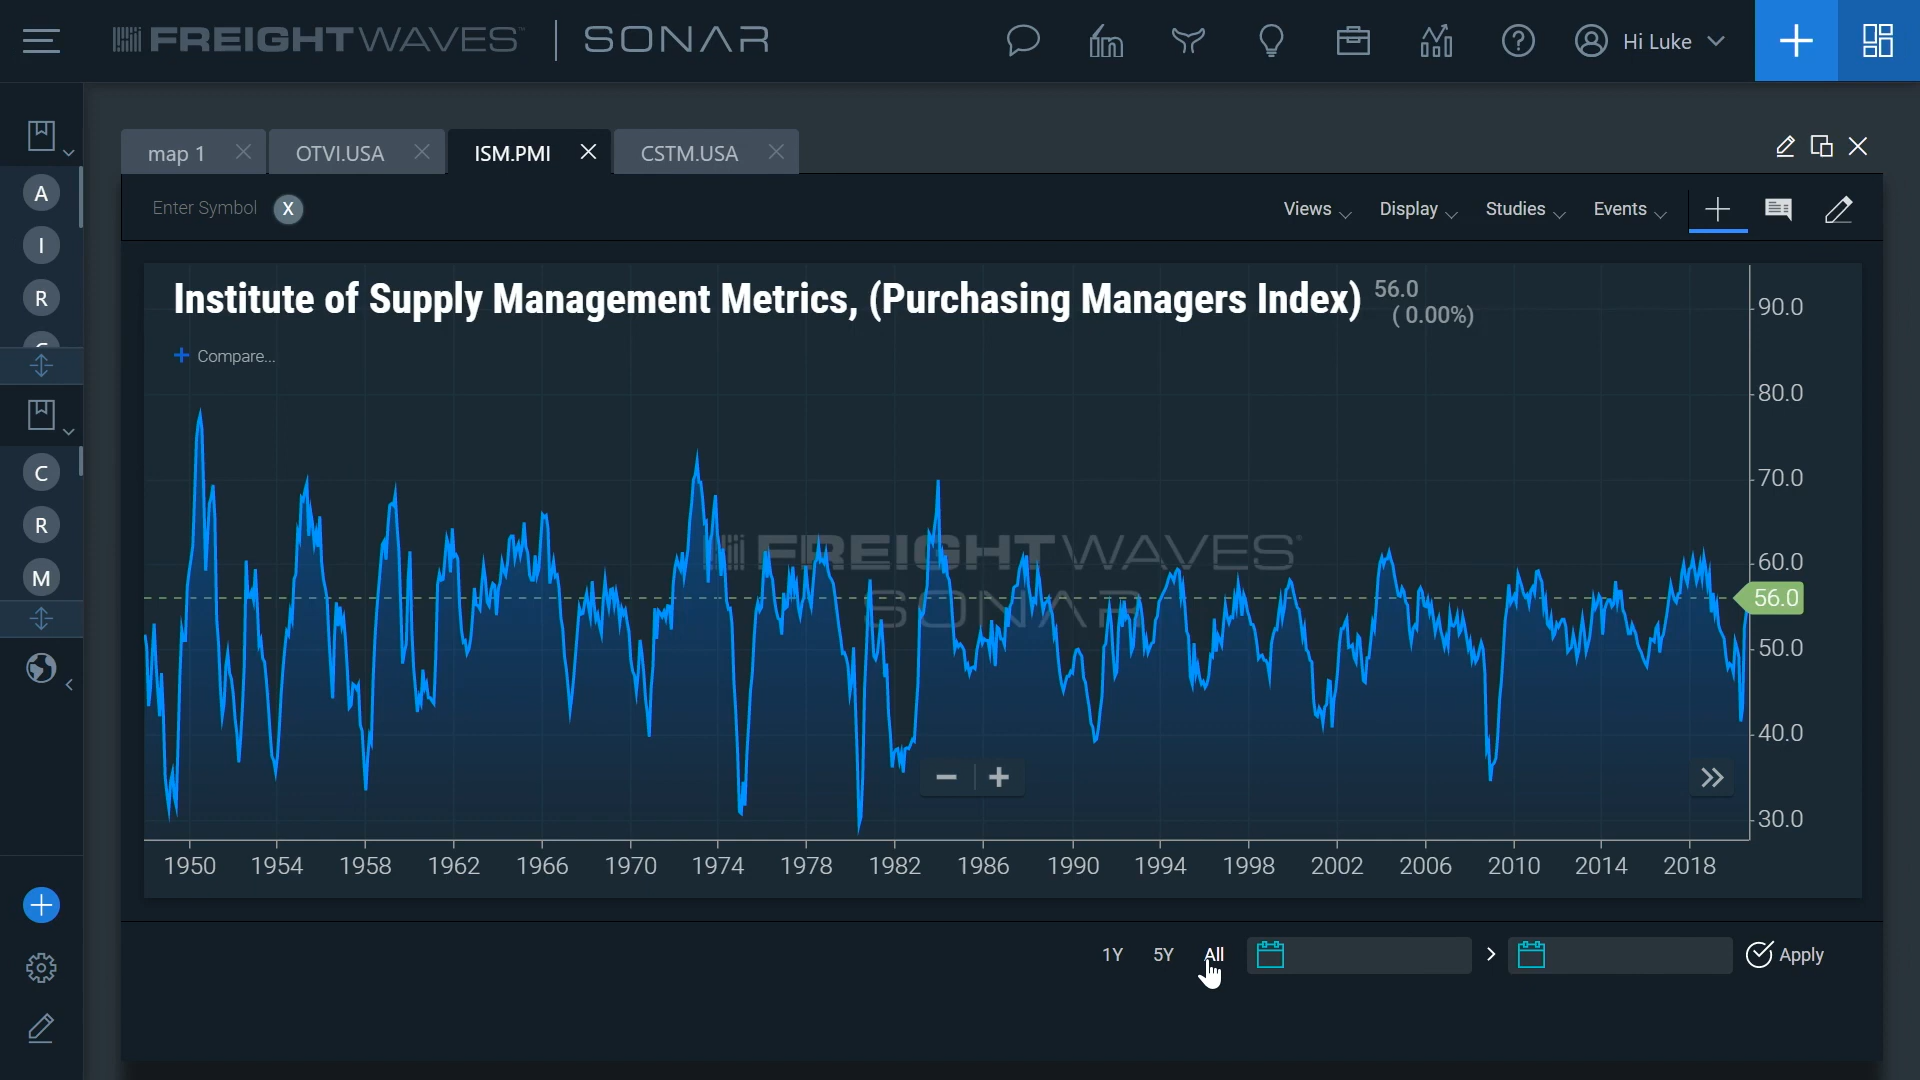 FREIGHTWAVES™ | SONAR
Hi Luke
map 1
OTVI.USA
ISM.PMI
CSTM.USA
Enter Symbol X
Views
Display
Studies
Events
A
I
R
C
R
M
Institute of Supply Management Metrics, (Purchasing Managers Index) 56.0
( 0.00%)
+ Compare...
FREIGHTWAVES
SONAR
90.0
80.0
70.0
60.0
56.0
50.0
40.0
30.0
1950 1954 1958 1962 1966 1970 1974 1978 1982 1986 1990 1994 1998 2002 2006 2010 2014 2018
1Y 5Y All Apply